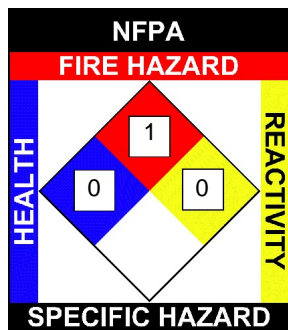 NFPA
FIRE HAZARD
1
HEALTH
0
0
REACTIVITY
SPECIFIC HAZARD